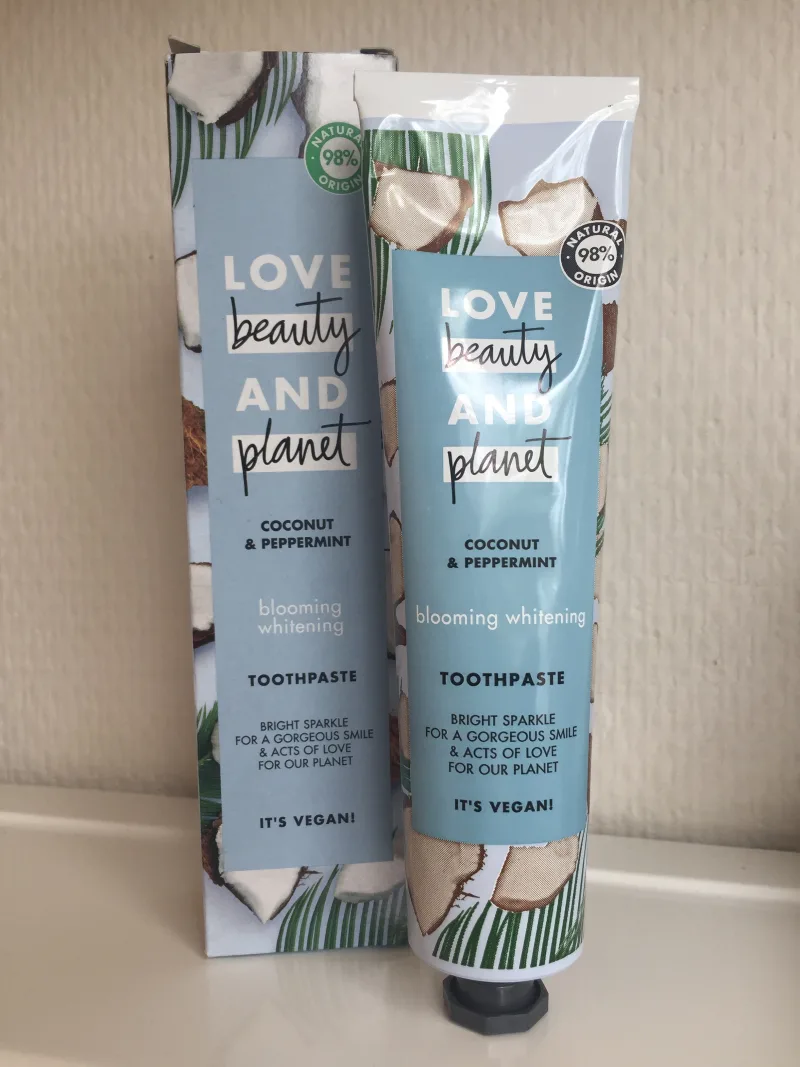 NATURAL
98%
ORIGIN
LOVE
beauty
AND
planet
COCONUT
& PEPPERMINT
blooming
whitening
TOOTHPASTE
BRIGHT SPARKLE
FOR A GORGEOUS SMILE
& ACTS OF LOVE
FOR OUR PLANET
IT'S VEGAN!
NATURAL
98%
ORIGIN
LOVE
beauty
AND
planet
COCONUT
& PEPPERMINT
blooming whitening
TOOTHPASTE
BRIGHT SPARKLE
FOR A GORGEOUS SMILE
& ACTS OF LOVE
FOR OUR PLANET
IT'S VEGAN!